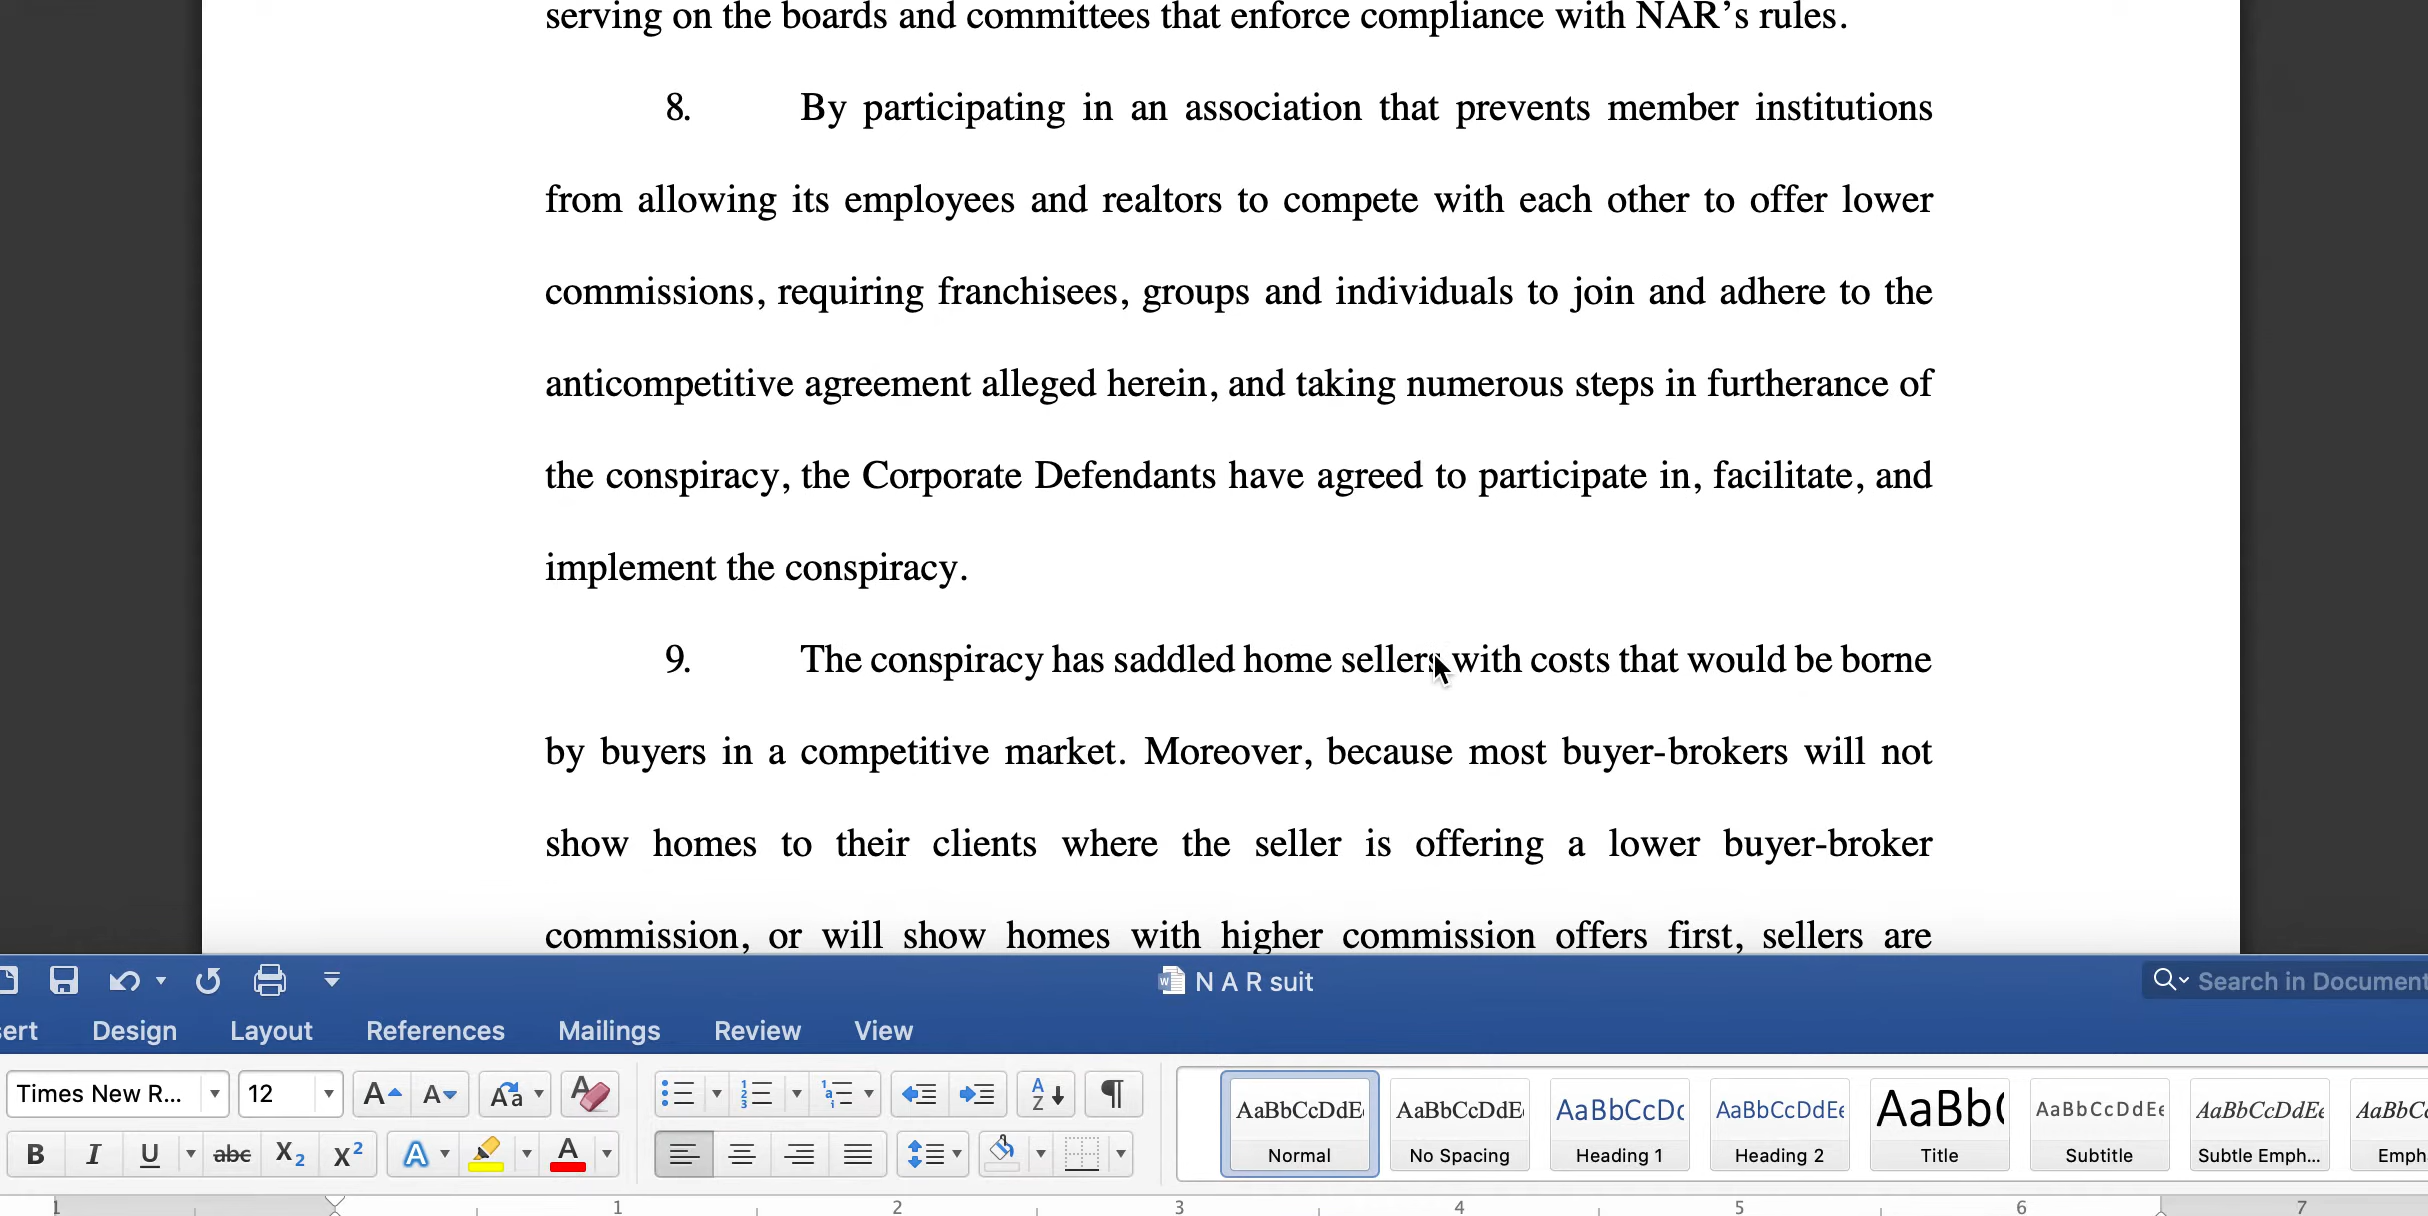 serving on the boards and committees that enforce compliance with NAR’s rules.
8. By participating in an association that prevents member institutions
from allowing its employees and realtors to compete with each other to offer lower
commissions, requiring franchisees, groups and individuals to join and adhere to the
anticompetitive agreement alleged herein, and taking numerous steps in furtherance of
the conspiracy, the Corporate Defendants have agreed to participate in, facilitate, and
implement the conspiracy.
9. The conspiracy has saddled home sellers with costs that would be borne
by buyers in a competitive market. Moreover, because most buyer-brokers will not
show homes to their clients where the seller is offering a lower buyer-broker
commission, or will show homes with higher commission offers first, sellers are
N A R suit
Search in Document
sert Design Layout References Mailings Review View
Times New R... 12
AaBbCcDdE AaBbCcDdE AaBbCcDc AaBbCcDdEe AaBb( AaBbCcDdEe AaBbCcDdEe AaBbC
Normal No Spacing Heading 1 Heading 2 Title Subtitle Subtle Emph... Emph
B I U abc X2 X2 A A
1 1 2 3 4 5 6 7